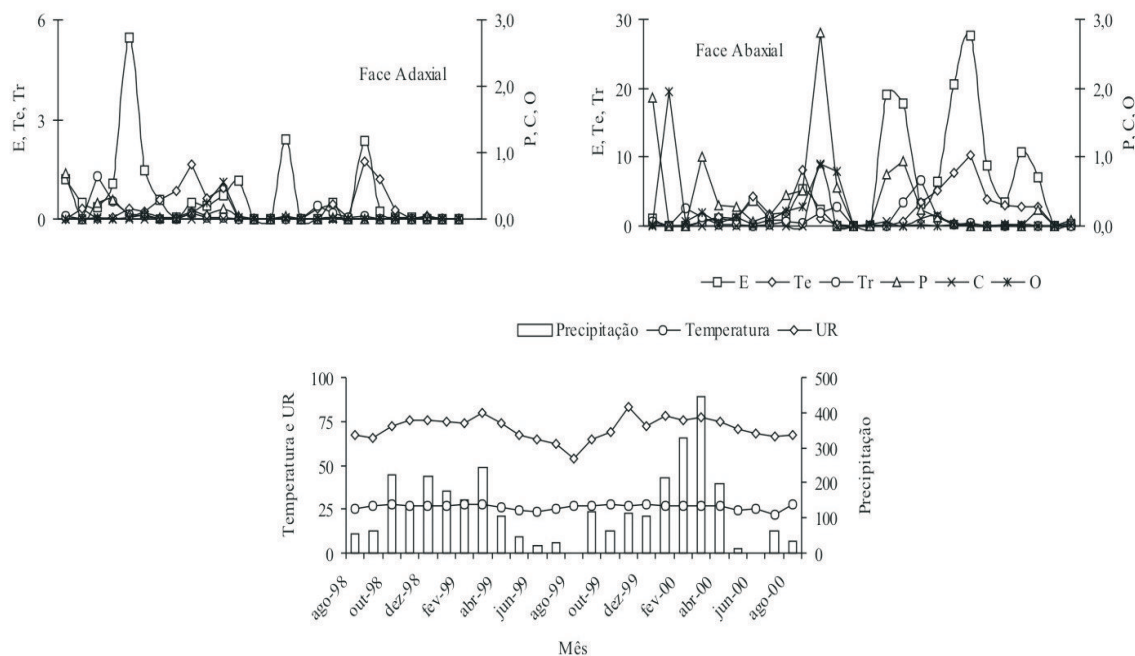 Face Adaxial
E, Te, Tr
6
3
0
P, C, O
3,0
2,0
1,0
0,0
Face Abaxial
E, Te, Tr
30
20
10
0
P, C, O
3,0
2,0
1,0
0,0
E Te Tr P C O
Precipitação Temperatura UR
Temperatura e UR
100
75
50
25
0
Precipitação
500
400
300
200
100
0
ago-98 out-98 dez-98 fev-99 abr-99 jun-99 ago-99 out-99 dez-99 fev-00 abr-00 jun-00 ago-00
Mês